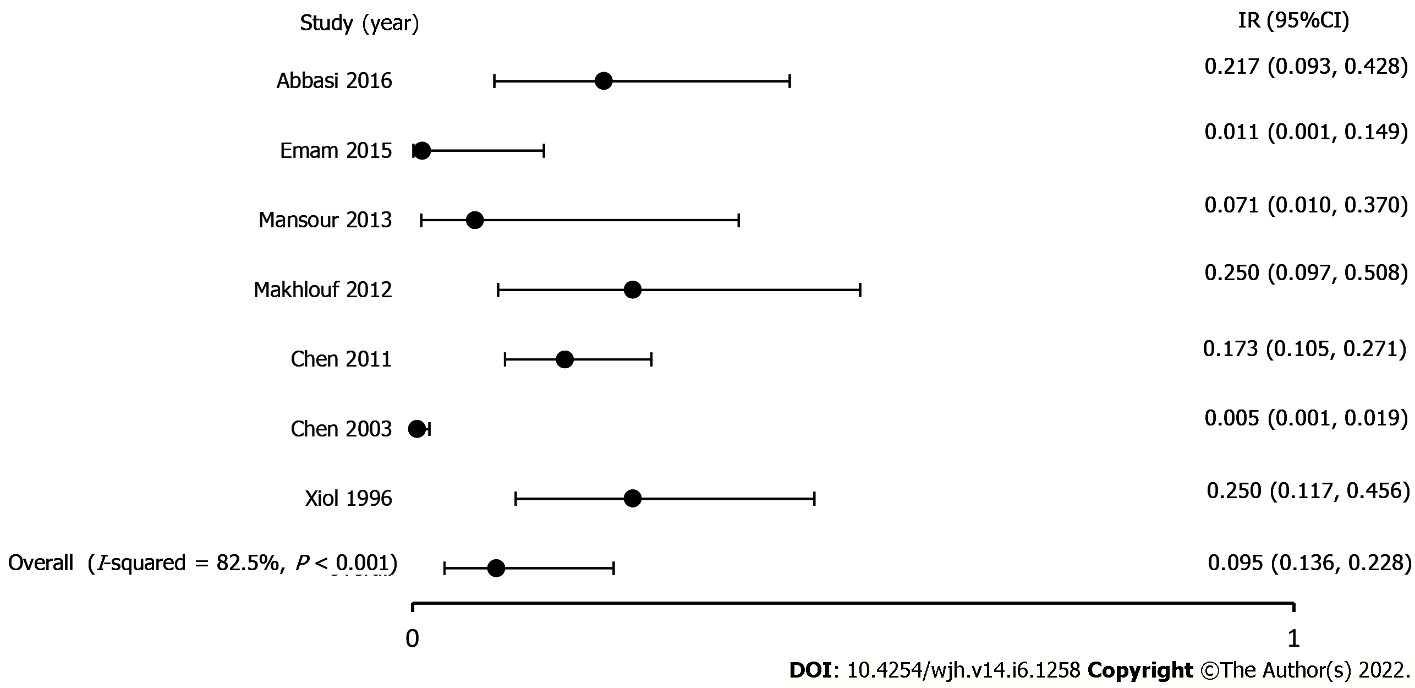 Study (year) IR (95%CI)
Abbasi 2016 0.217 (0.093, 0.428)
Emam 2015 0.011 (0.001, 0.149)
Mansour 2013 0.071 (0.010, 0.370)
Makhlouf 2012 0.250 (0.097, 0.508)
Chen 2011 0.173 (0.105, 0.271)
Chen 2003 0.005 (0.001, 0.019)
Xiol 1996 0.250 (0.117, 0.456)
Overall (I-squared = 82.5%, P < 0.001) 0.095 (0.136, 0.228)
0 1
DOI: 10.4254/wjh.v14.i6.1258 Copyright ©The Author(s) 2022.